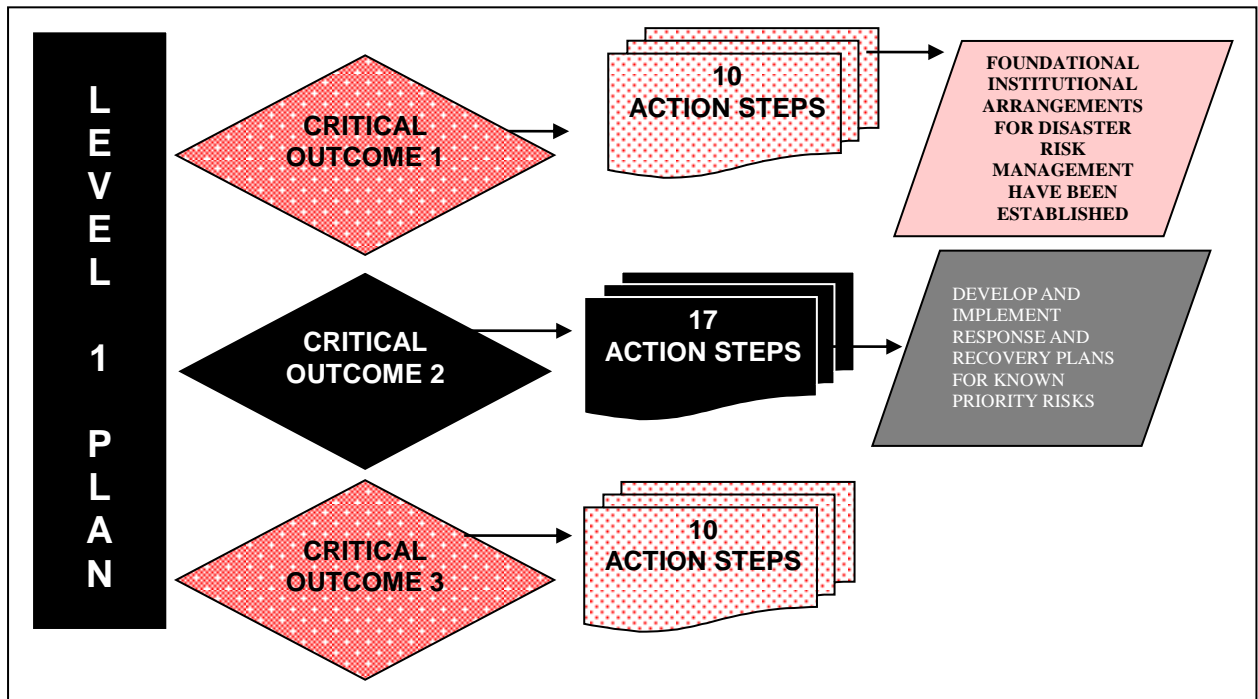 L
E
V
E
L
1
P
L
A
N
CRITICAL
OUTCOME 1
10
ACTION STEPS
FOUNDATIONAL
INSTITUTIONAL
ARRANGEMENTS
FOR DISASTER
RISK
MANAGEMENT
HAVE BEEN
ESTABLISHED
CRITICAL
OUTCOME 2
17
ACTION STEPS
DEVELOP AND
IMPLEMENT
RESPONSE AND
RECOVERY PLANS
FOR KNOWN
PRIORITY RISKS
CRITICAL
OUTCOME 3
10
ACTION STEPS